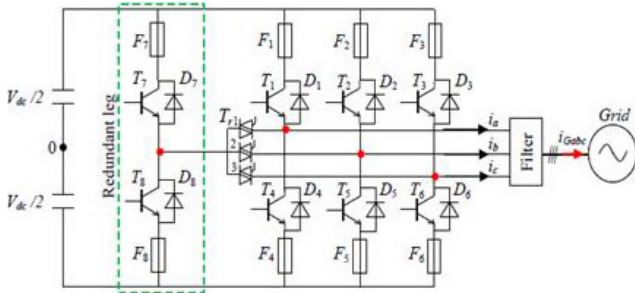 F7 F1 F2 F3
Vdc/2
Redundant leg
T7 D7 T1 D1 T2 D2 T3 D3
Tr1
2
3
0
ia
ib
ic
Filter
iGabc
Grid
Vdc/2
T8 D8 T4 D4 T5 D5 T6 D6
F8 F4 F5 F6